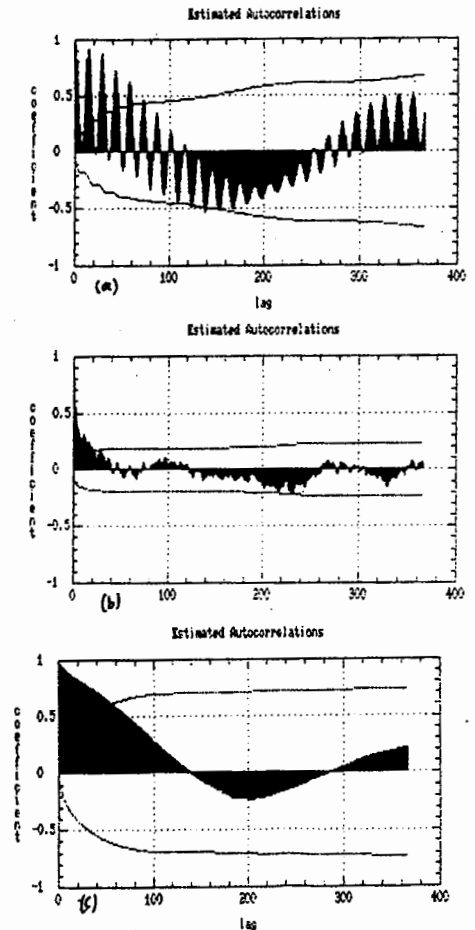 Estimated Autocorrelations
coefficient
1
0.5
0
-0.5
-1
0 100 200 300 400
(a)
lag
Estimated Autocorrelations
coefficient
1
0.5
0
-0.5
-1
0 100 200 300 400
(b)
Estimated Autocorrelations
coefficient
1
0.5
0
-0.5
-1
0 100 200 300 400
(c)
lag